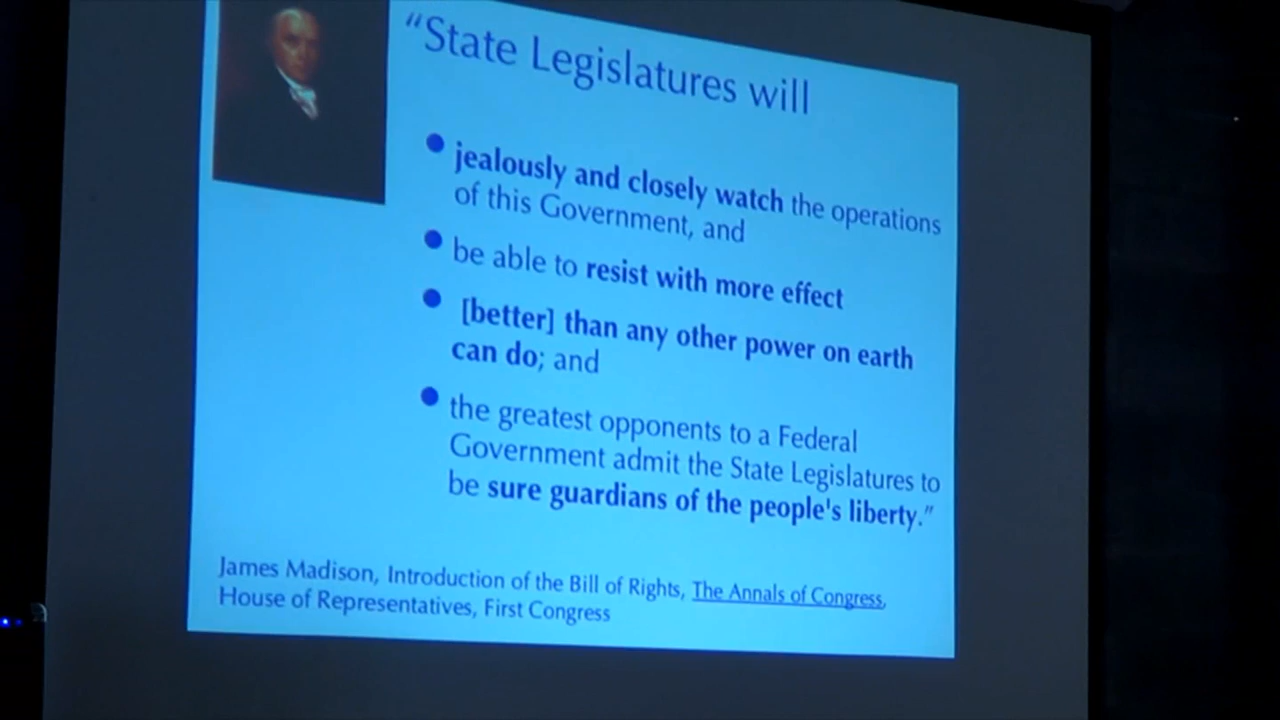 “State Legislatures will
jealously and closely watch the operations
of this Government, and
be able to resist with more effect
[better] than any other power on earth
can do; and
the greatest opponents to a Federal
Government admit the State Legislatures to
be sure guardians of the people's liberty.”
James Madison, Introduction of the Bill of Rights, The Annals of Congress,
House of Representatives, First Congress